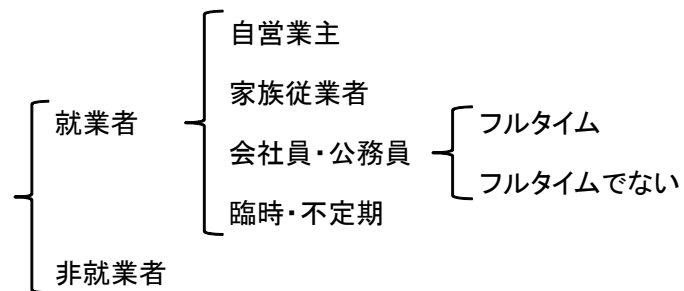 自営業主
家族従業者
就業者
フルタイム
会社員・公務員
フルタイムでない
臨時・不定期
非就業者